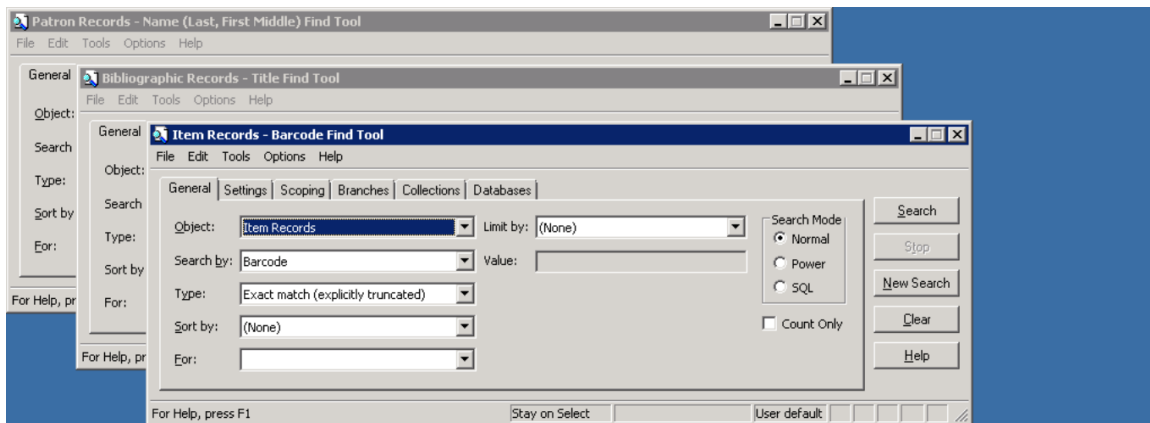 Patron Records - Name (Last, First Middle) Find Tool
File Edit Tools Options Help
General
Object:
Search
Type:
Sort by
For:
For Help, pr
Bibliographic Records - Title Find Tool
File Edit Tools Options Help
General
Object:
Search
Type:
Sort by
For:
For Help, pr
Item Records - Barcode Find Tool
File Edit Tools Options Help
General Settings Scoping Branches Collections Databases
Object: Item Records Limit by: (None)
Search by: Barcode Value:
Type: Exact match (explicitly truncated)
Sort by: (None)
For:
Search Mode
Normal
Power
SQL
Count Only
Search
Stop
New Search
Clear
Help
For Help, press F1 Stay on Select User default